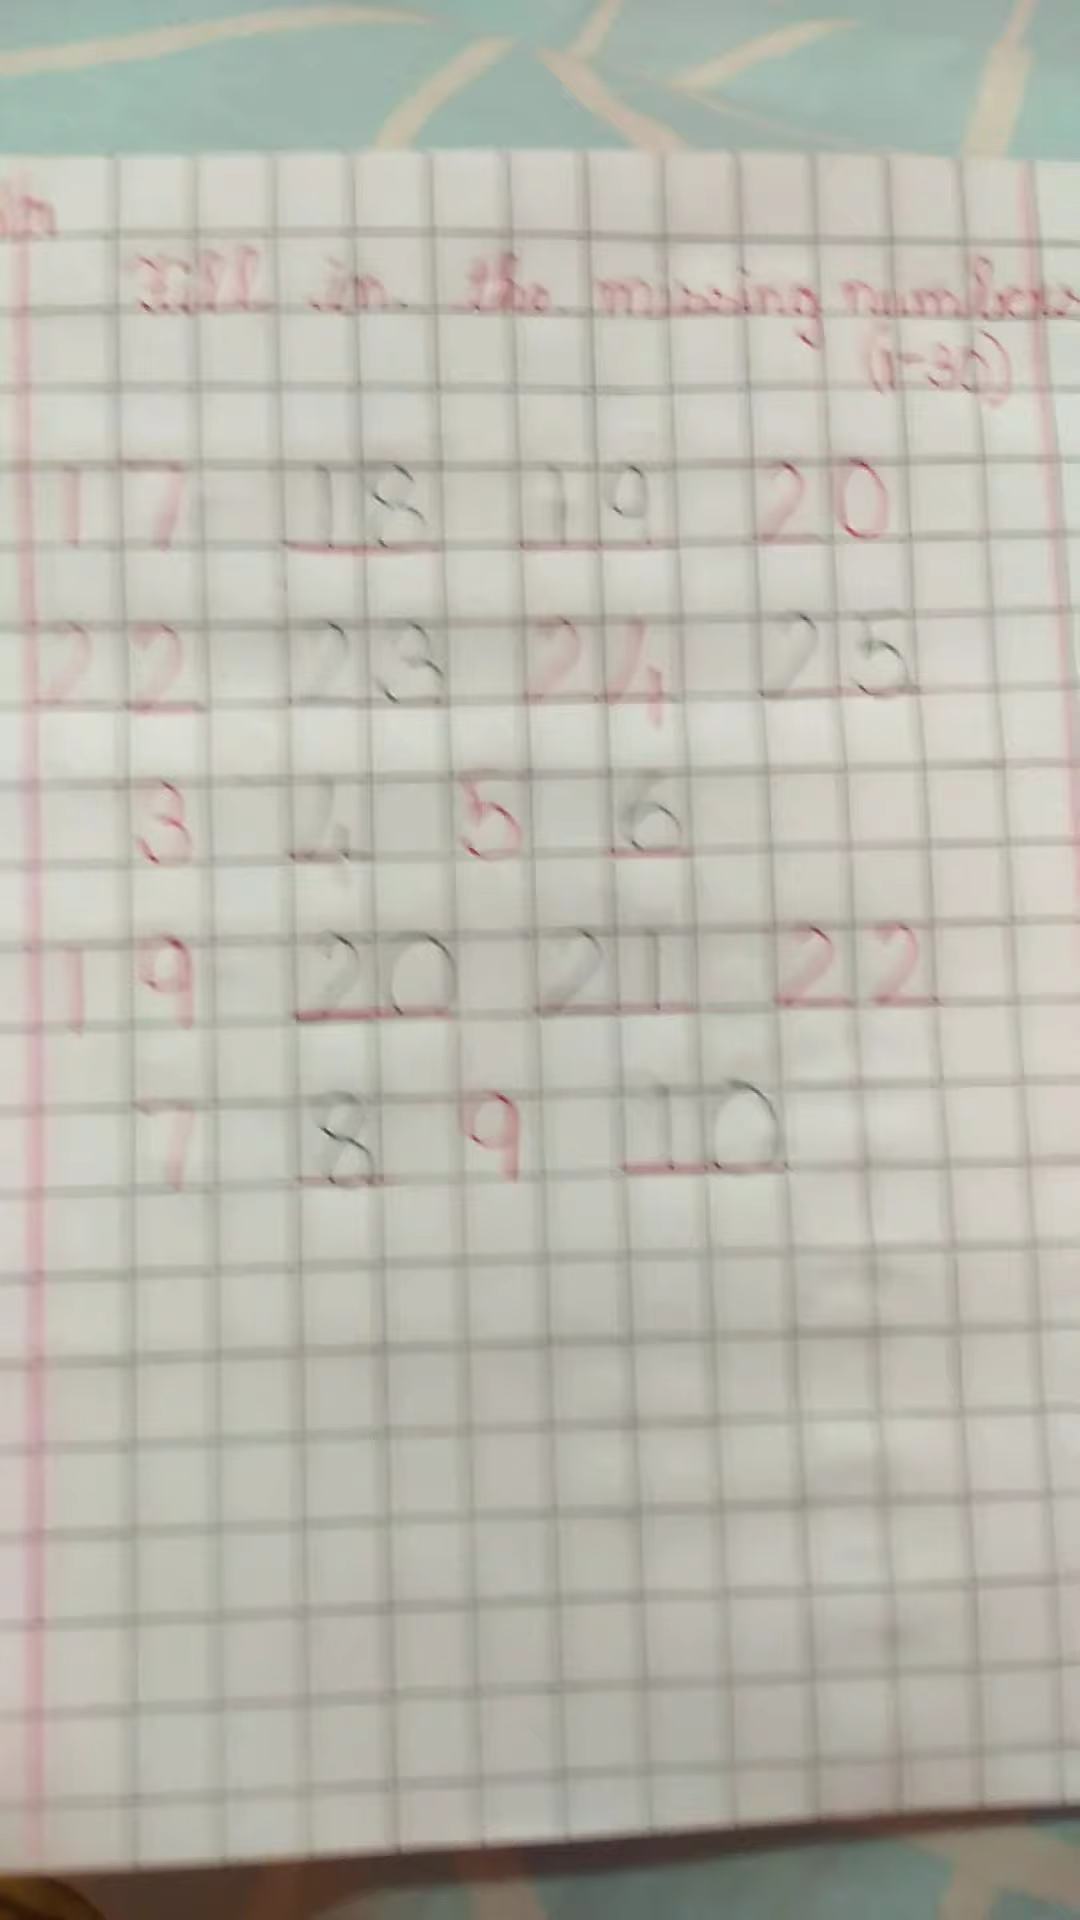 Fill in the missing numbers
(1-30)
17 18 19 20
22 23 24 25
3 4 5 6
19 20 21 22
7 8 9 10